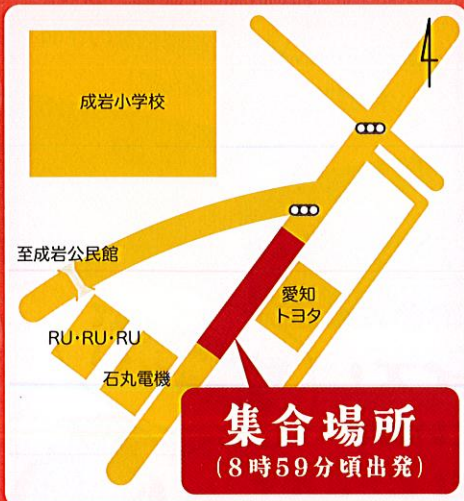 成岩小学校
至成岩公民館
RU・RU・RU
石丸電機
愛知
トヨタ
集合場所
(8時59分頃出発)